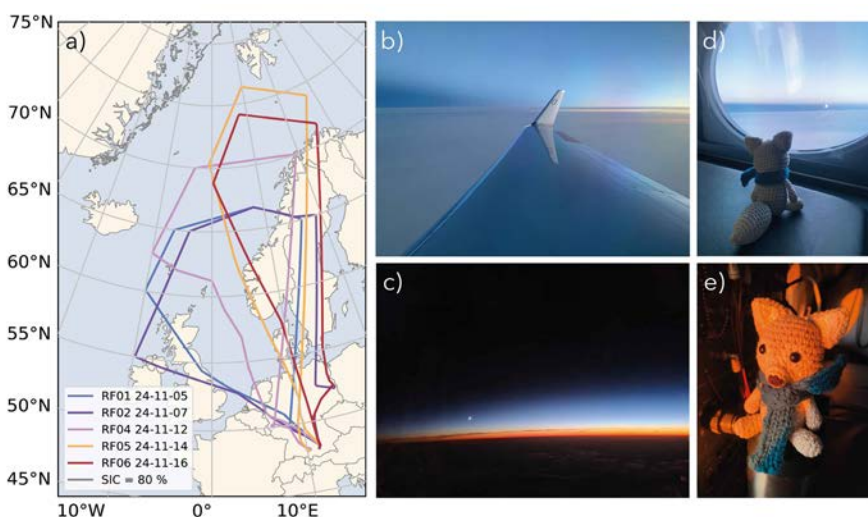 75°N
a)
70°N
65°N
60°N
55°N
50°N
45°N
RF01 24-11-05
RF02 24-11-07
RF04 24-11-12
RF05 24-11-14
RF06 24-11-16
SIC = 80 %
10°W
0°
10°E
b)
c)
d)
e)